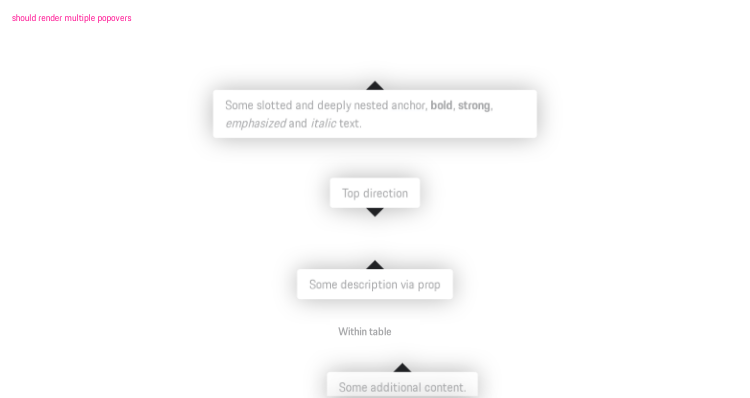 should render multiple popovers
Some slotted and deeply nested anchor, bold, strong,
emphasized and italic text.
Top direction
Some description via prop
Within table
Some additional content.